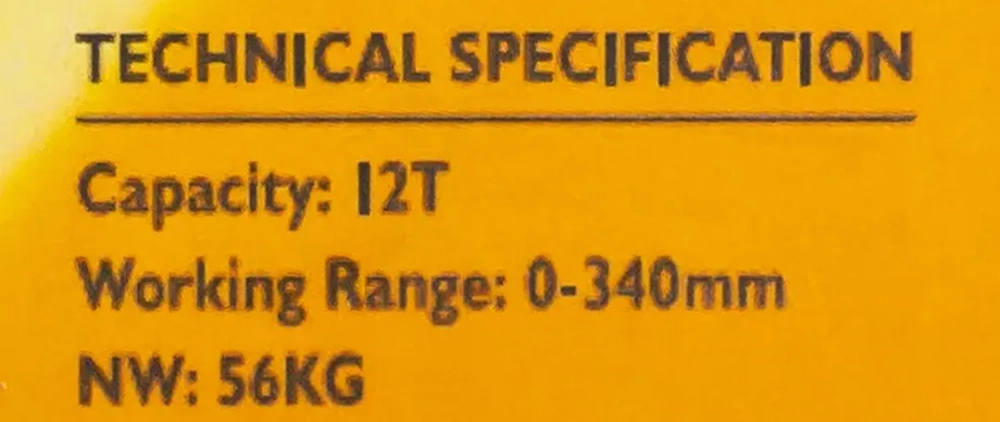 TECHNICAL SPECIFICATION
Capacity: 12T
Working Range: 0-340mm
NW: 56KG